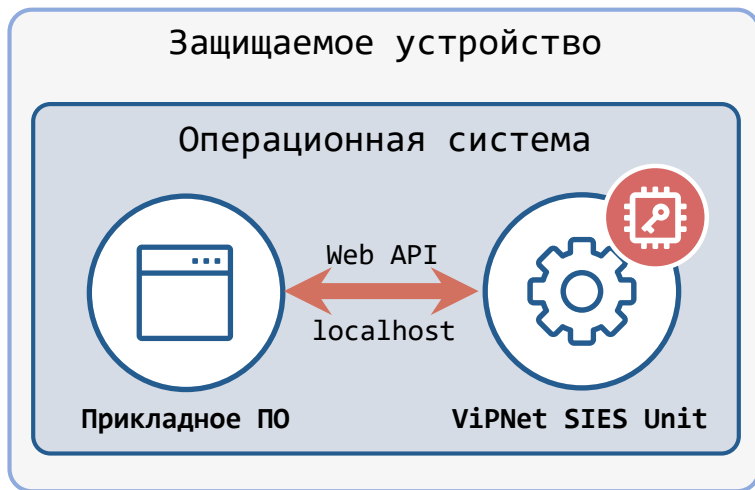 Защищаемое устройство
Операционная система
Web API
localhost
Прикладное ПО
ViPNet SIES Unit